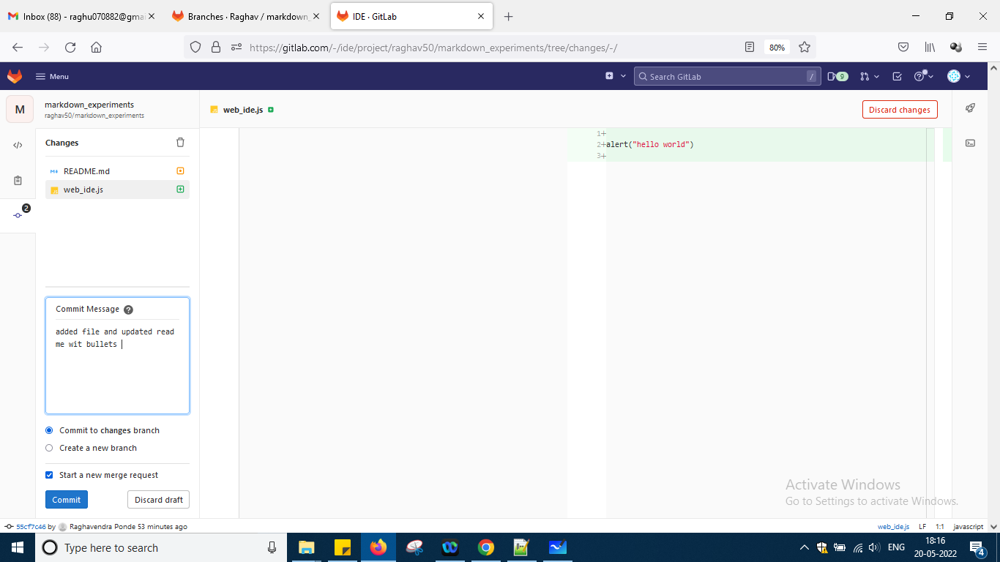 Inbox (88) - raghu070882@gmai
Branches · Raghav / markdown_
IDE · GitLab
https://gitlab.com/-/ide/project/raghav50/markdown_experiments/tree/changes/-/
80%
Menu
Search GitLab
/
9
M
markdown_experiments
raghav50/markdown_experiments
web_ide.js
Discard changes
Changes
README.md
web_ide.js
2
1+
2+alert("hello world")
3+
Commit Message ?
added file and updated read
me wit bullets
Commit to changes branch
Create a new branch
Start a new merge request
Commit
Discard draft
Activate Windows
Go to Settings to activate Windows.
55cf7c46 by Raghavendra Ponde 53 minutes ago
web_ide.js LF 1:1 javascript
Type here to search
ENG
18:16
20-05-2022
4